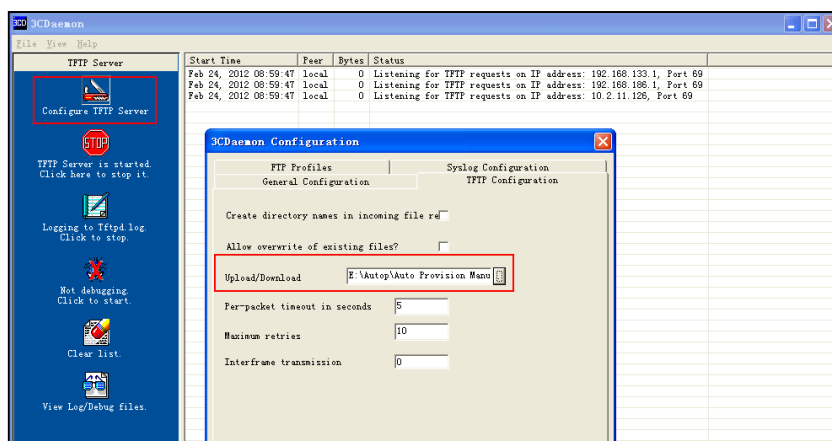 3CD 3CDaemon
File View Help
TFTP Server
Start Time Peer Bytes Status
Feb 24, 2012 08:59:47 local 0 Listening for TFTP requests on IP address: 192.168.133.1, Port 69
Feb 24, 2012 08:59:47 local 0 Listening for TFTP requests on IP address: 192.168.186.1, Port 69
Feb 24, 2012 08:59:47 local 0 Listening for TFTP requests on IP address: 10.2.11.126, Port 69
Configure TFTP Server
STOP
TFTP Server is started.
Click here to stop it.
Logging to Tftpd.log.
Click to stop.
Not debugging.
Click to start.
Clear list.
View Log/Debug files.
3CDaemon Configuration
FTP Profiles Syslog Configuration
General Configuration TFTP Configuration
Create directory names in incoming file re
Allow overwrite of existing files?
Upload/Download E:\Autop\Auto Provision Manu
Per-packet timeout in seconds 5
Maximum retries 10
Interframe transmission 0